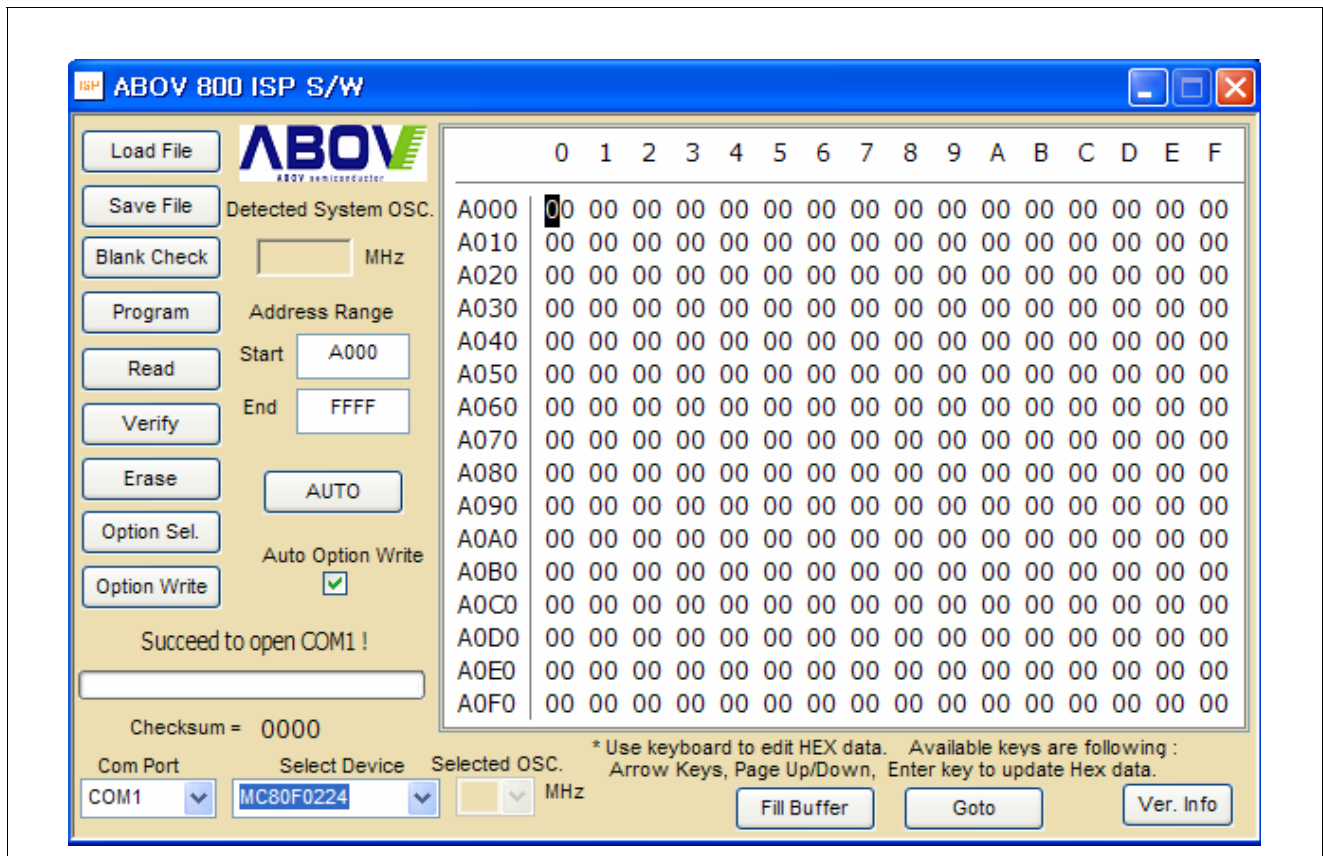 ISP ABOV 800 ISP S/W
Load File
Save File
Blank Check
Program
Read
Verify
Erase
Option Sel.
Option Write
ABOV
ABOV semiconductor
Detected System OSC.
MHz
Address Range
Start A000
End FFFF
AUTO
Auto Option Write
Succeed to open COM1 !
Checksum = 0000
0 1 2 3 4 5 6 7 8 9 A B C D E F
A000 00 00 00 00 00 00 00 00 00 00 00 00 00 00 00 00
A010 00 00 00 00 00 00 00 00 00 00 00 00 00 00 00 00
A020 00 00 00 00 00 00 00 00 00 00 00 00 00 00 00 00
A030 00 00 00 00 00 00 00 00 00 00 00 00 00 00 00 00
A040 00 00 00 00 00 00 00 00 00 00 00 00 00 00 00 00
A050 00 00 00 00 00 00 00 00 00 00 00 00 00 00 00 00
A060 00 00 00 00 00 00 00 00 00 00 00 00 00 00 00 00
A070 00 00 00 00 00 00 00 00 00 00 00 00 00 00 00 00
A080 00 00 00 00 00 00 00 00 00 00 00 00 00 00 00 00
A090 00 00 00 00 00 00 00 00 00 00 00 00 00 00 00 00
A0A0 00 00 00 00 00 00 00 00 00 00 00 00 00 00 00 00
A0B0 00 00 00 00 00 00 00 00 00 00 00 00 00 00 00 00
A0C0 00 00 00 00 00 00 00 00 00 00 00 00 00 00 00 00
A0D0 00 00 00 00 00 00 00 00 00 00 00 00 00 00 00 00
A0E0 00 00 00 00 00 00 00 00 00 00 00 00 00 00 00 00
A0F0 00 00 00 00 00 00 00 00 00 00 00 00 00 00 00 00
* Use keyboard to edit HEX data. Available keys are following :
Arrow Keys, Page Up/Down, Enter key to update Hex data.
Com Port Select Device Selected OSC.
COM1 MC80F0224 MHz
Fill Buffer Goto Ver. Info